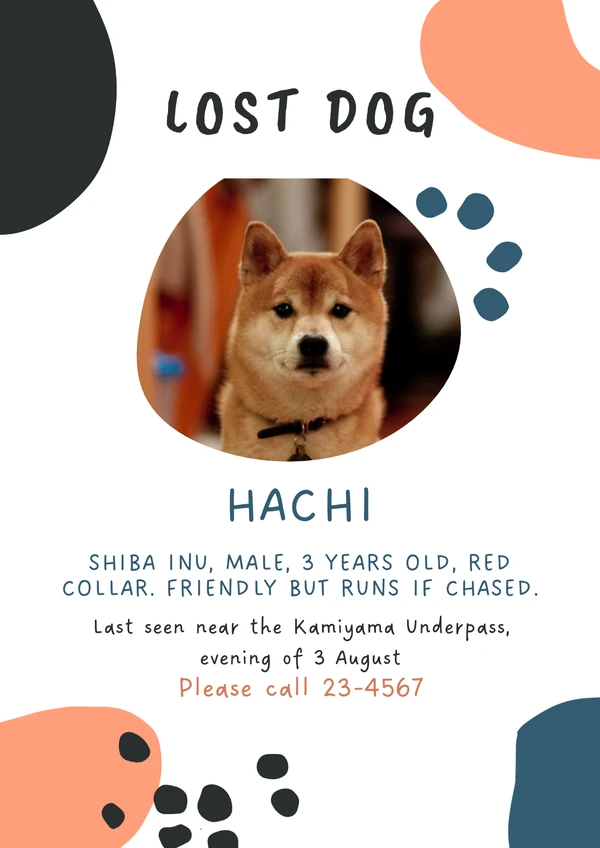 LOST DOG
HACHI
SHIBA INU, MALE, 3 YEARS OLD, RED
COLLAR. FRIENDLY BUT RUNS IF CHASED.
Last seen near the Kamiyama Underpass,
evening of 3 August
Please call 23-4567